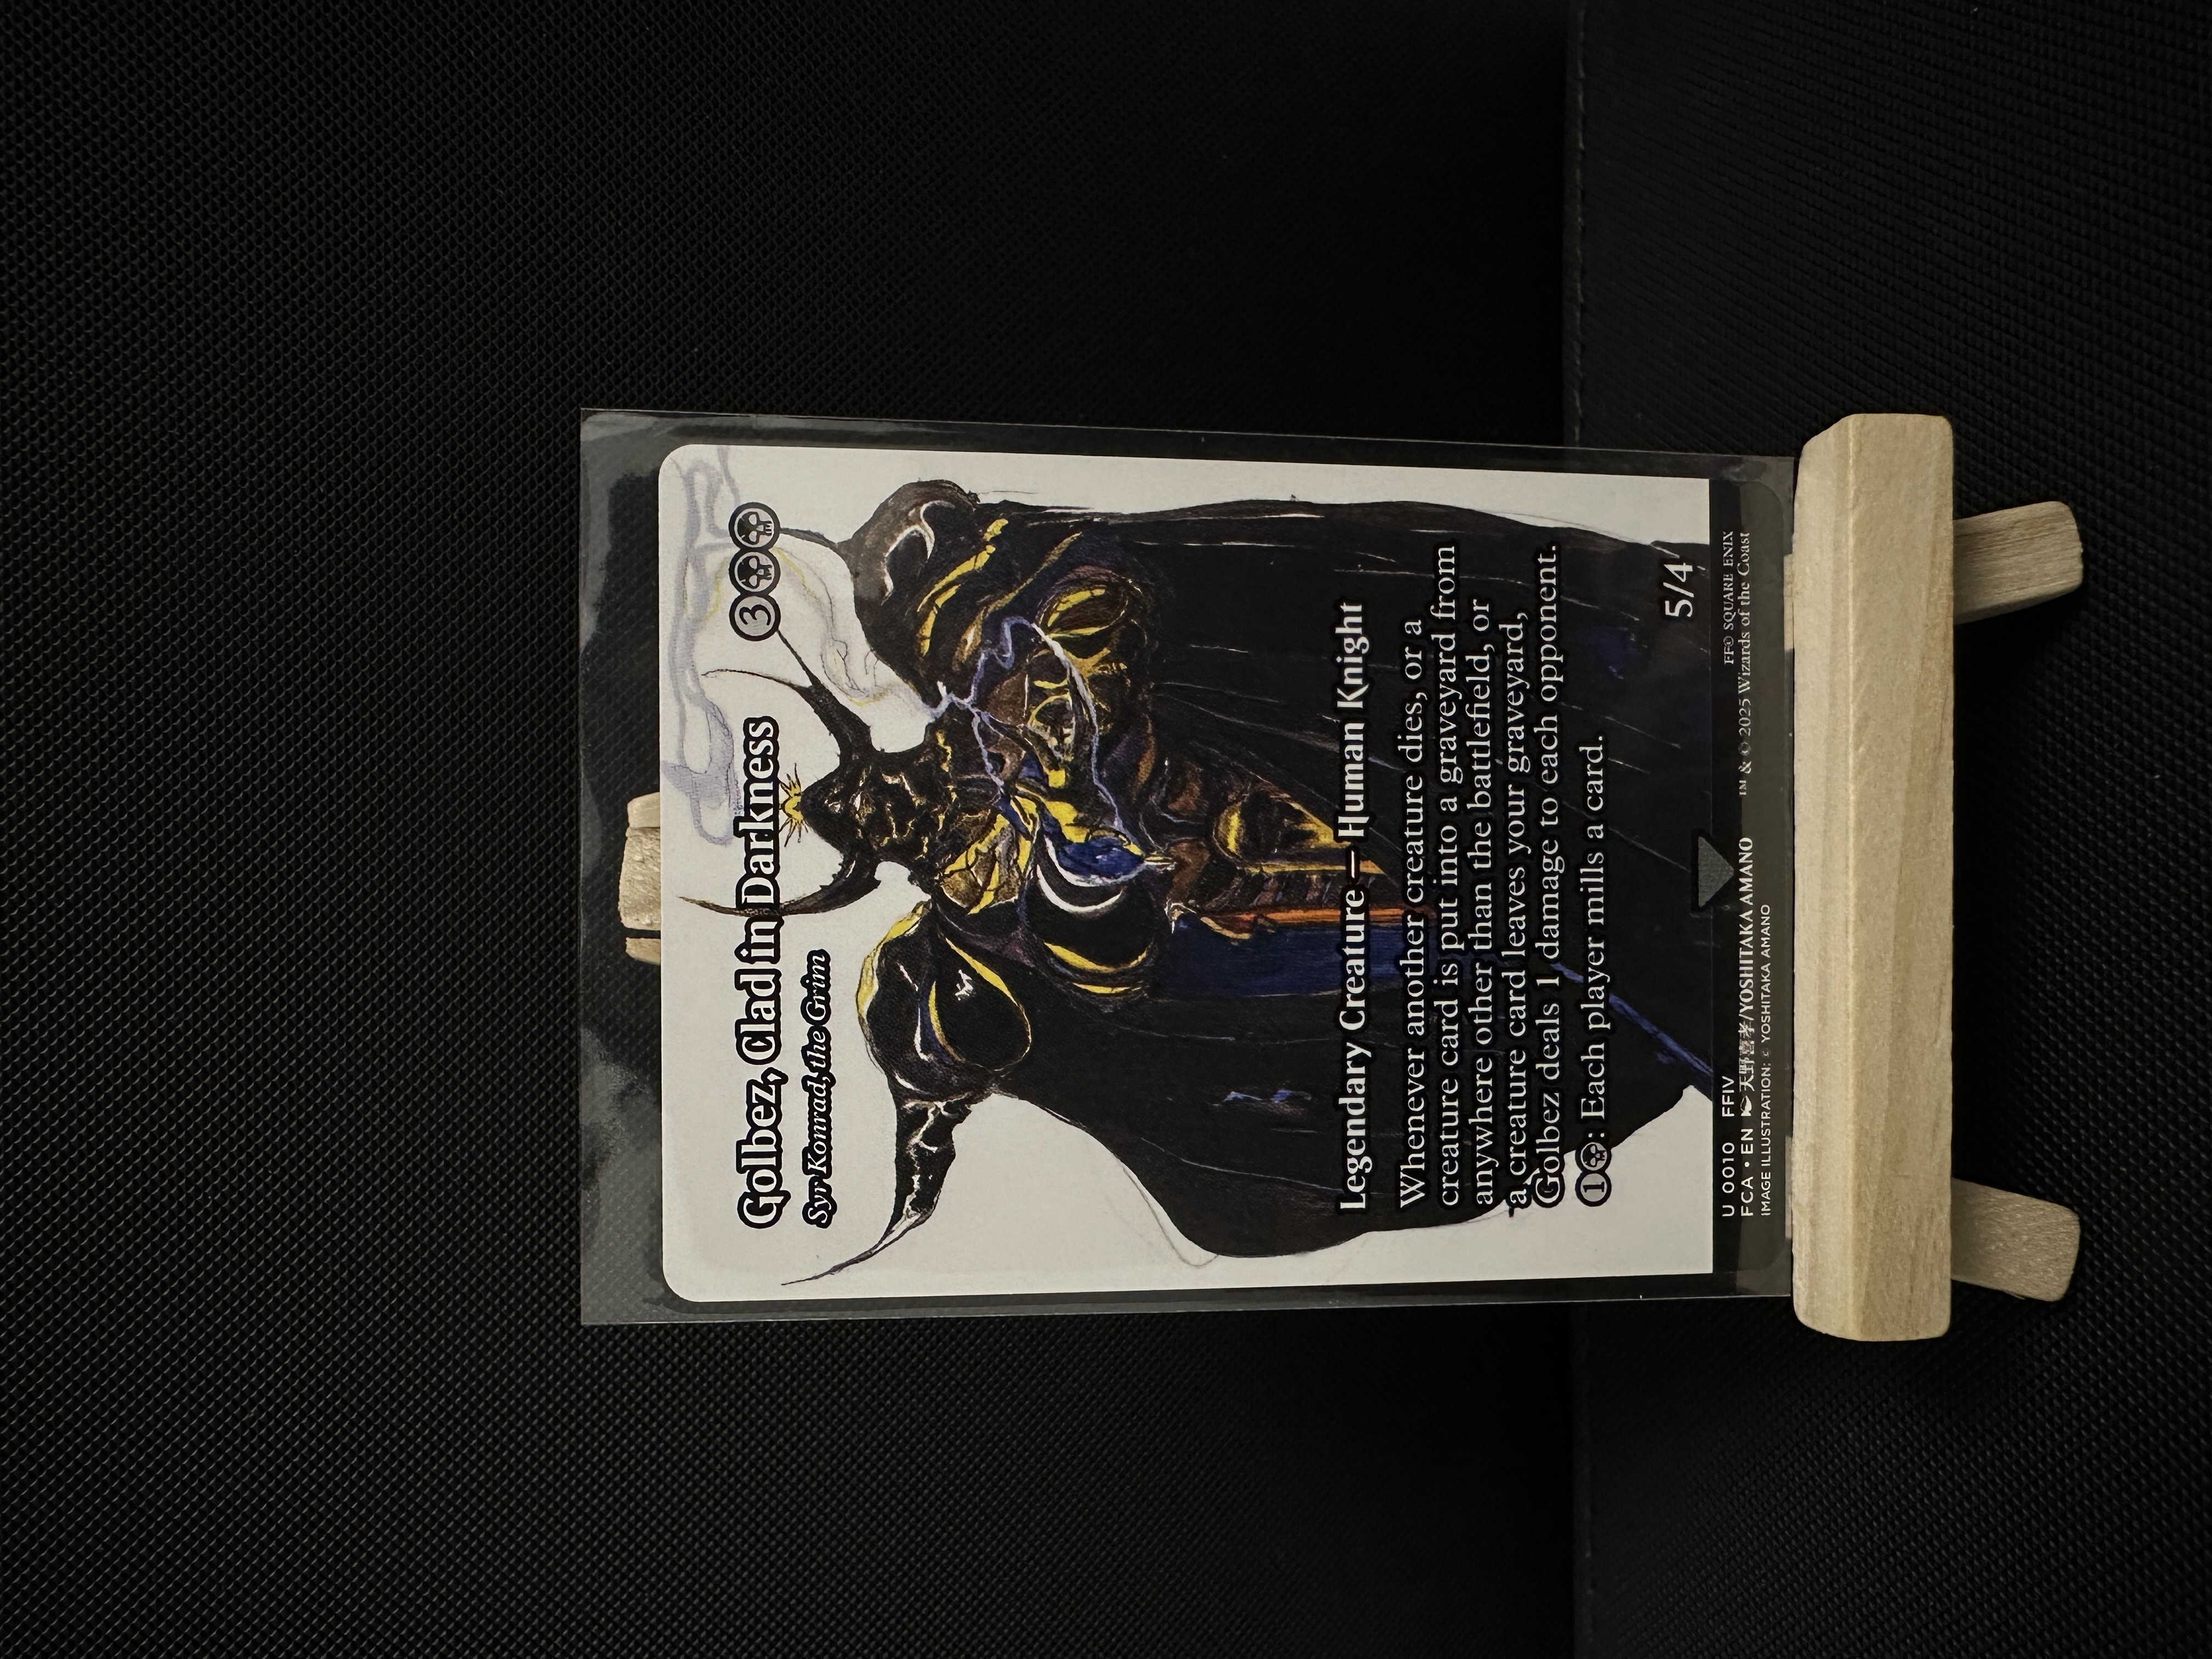 Golbez, Clad in Darkness 3
Syr Konrad, the Grim
Legendary Creature — Human Knight
Whenever another creature dies, or a
creature card is put into a graveyard from
anywhere other than the battlefield, or
a creature card leaves your graveyard,
Golbez deals 1 damage to each opponent.
1: Each player mills a card.
5/4
U 0010 FFIV
FCA • EN 天野喜孝/YOSHITAKA AMANO
IMAGE ILLUSTRATION: © YOSHITAKA AMANO
FF© SQUARE ENIX
™ & © 2025 Wizards of the Coast